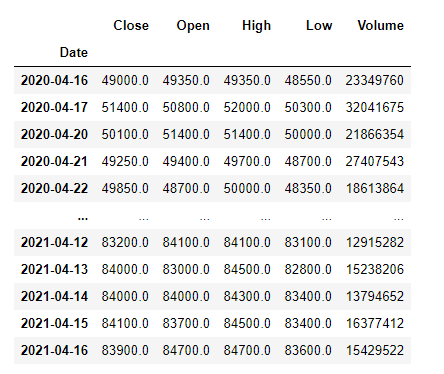 Close Open High Low Volume
Date
2020-04-16 49000.0 49350.0 49350.0 48550.0 23349760
2020-04-17 51400.0 50800.0 52000.0 50300.0 32041675
2020-04-20 50100.0 51400.0 51400.0 50000.0 21866354
2020-04-21 49250.0 49400.0 49700.0 48700.0 27407543
2020-04-22 49850.0 48700.0 50000.0 48350.0 18613864
... ... ... ... ... ...
2021-04-12 83200.0 84100.0 84100.0 83100.0 12915282
2021-04-13 84000.0 83000.0 84500.0 82800.0 15238206
2021-04-14 84000.0 84000.0 84300.0 83400.0 13794652
2021-04-15 84100.0 83700.0 84500.0 83400.0 16377412
2021-04-16 83900.0 84700.0 84700.0 83600.0 15429522